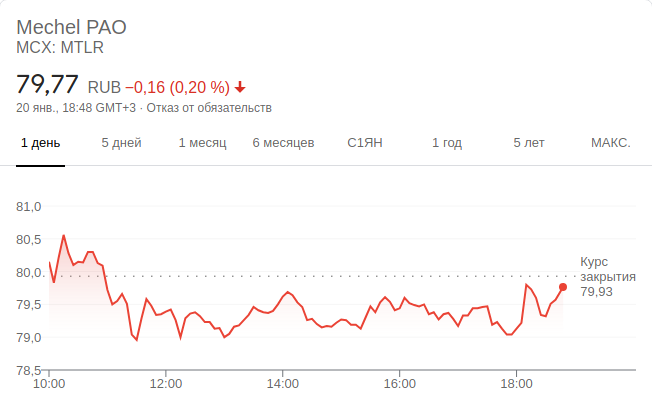 Mechel PAO
MCX: MTLR
79,77 RUB −0,16 (0,20 %)
20 янв., 18:48 GMT+3 · Отказ от обязательств
1 день 5 дней 1 месяц 6 месяцев С1ЯН 1 год 5 лет МАКС.
81,0
80,5
80,0
79,5
79,0
78,5
Курс
закрытия
79,93
10:00 12:00 14:00 16:00 18:00